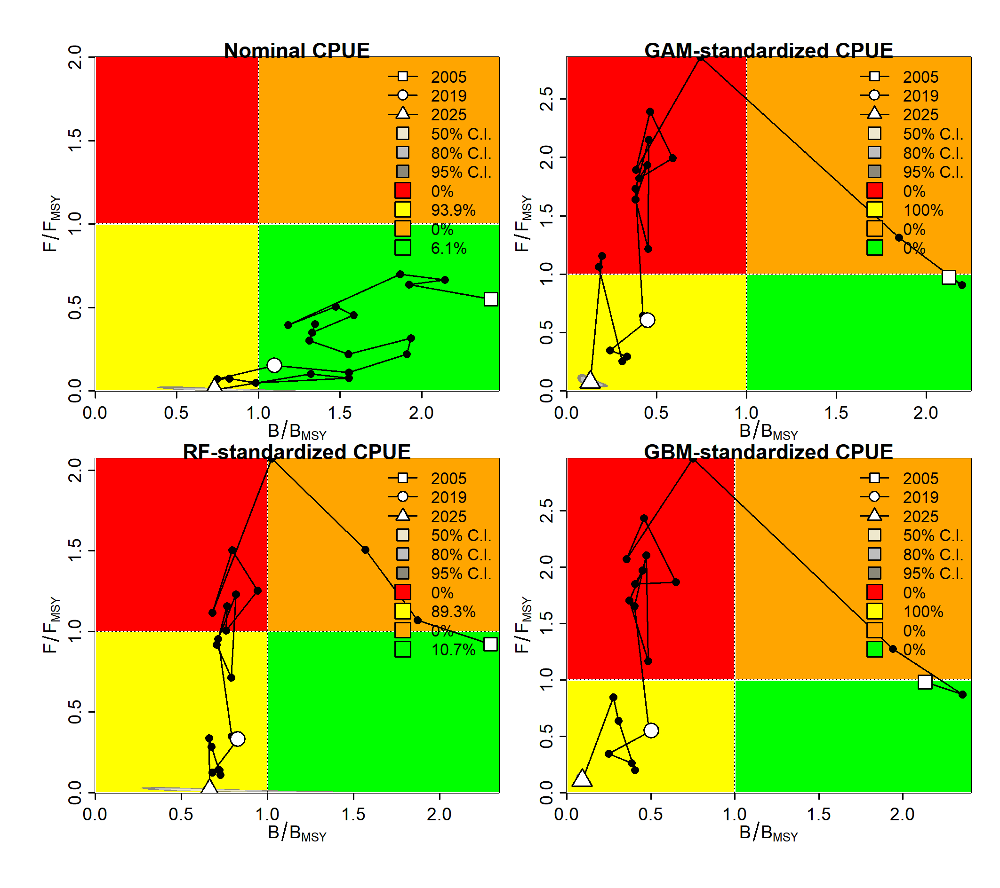 Nominal CPUE
2005
2019
2025
50% C.I.
80% C.I.
95% C.I.
0%
93.9%
0%
6.1%
F/FMSY
0.0 0.5 1.0 1.5 2.0
0.0 0.5 1.0 1.5 2.0
B/BMSY
GAM-standardized CPUE
2005
2019
2025
50% C.I.
80% C.I.
95% C.I.
0%
100%
0%
0%
F/FMSY
0.0 0.5 1.0 1.5 2.0 2.5
0.0 0.5 1.0 1.5 2.0
B/BMSY
RF-standardized CPUE
2005
2019
2025
50% C.I.
80% C.I.
95% C.I.
0%
89.3%
0%
10.7%
F/FMSY
0.0 0.5 1.0 1.5 2.0
0.0 0.5 1.0 1.5 2.0
B/BMSY
GBM-standardized CPUE
2005
2019
2025
50% C.I.
80% C.I.
95% C.I.
0%
100%
0%
0%
F/FMSY
0.0 0.5 1.0 1.5 2.0 2.5
0.0 0.5 1.0 1.5 2.0
B/BMSY